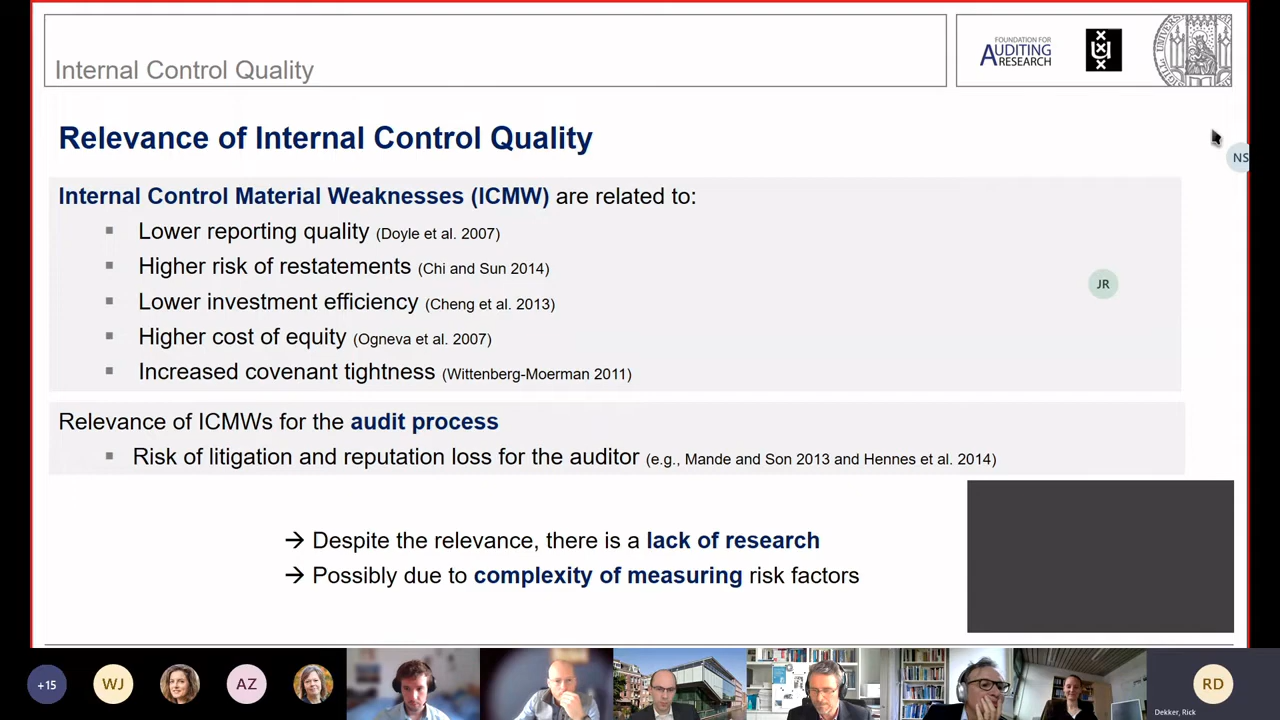 Internal Control Quality
FOUNDATION FOR
AUDITING
RESEARCH
Relevance of Internal Control Quality
NS
Internal Control Material Weaknesses (ICMW) are related to:
▪ Lower reporting quality (Doyle et al. 2007)
▪ Higher risk of restatements (Chi and Sun 2014)
JR
▪ Lower investment efficiency (Cheng et al. 2013)
▪ Higher cost of equity (Ogneva et al. 2007)
▪ Increased covenant tightness (Wittenberg-Moerman 2011)
Relevance of ICMWs for the audit process
▪ Risk of litigation and reputation loss for the auditor (e.g., Mande and Son 2013 and Hennes et al. 2014)
→ Despite the relevance, there is a lack of research
→ Possibly due to complexity of measuring risk factors
+15
WJ
AZ
RD
Dekker, Rick